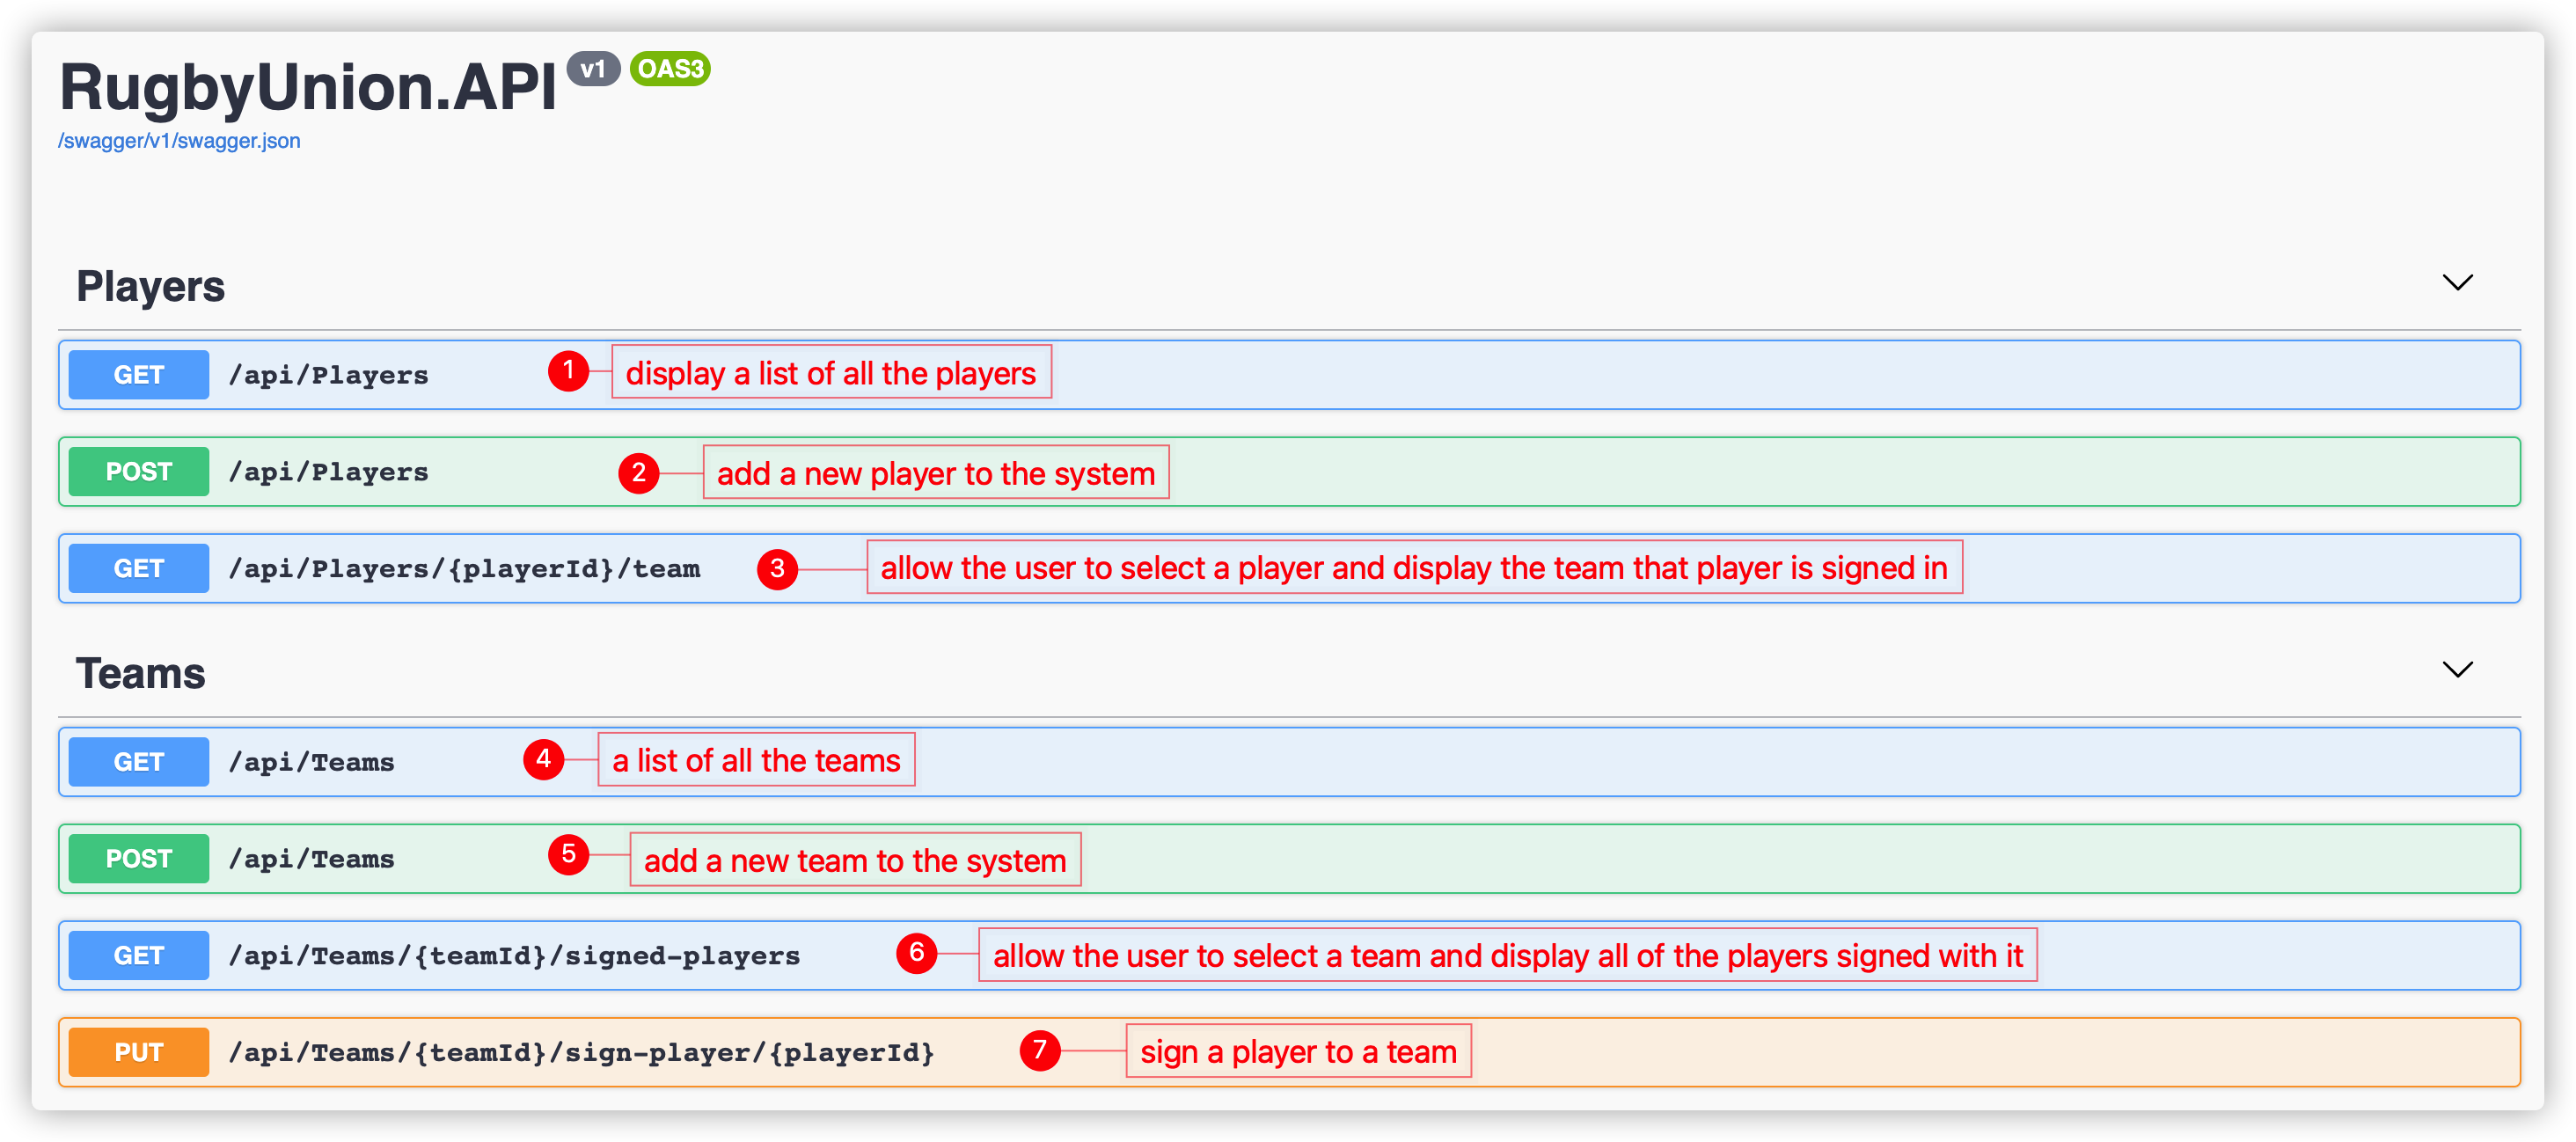 RugbyUnion.API v1 OAS3
/swagger/v1/swagger.json
Players
GET /api/Players 1 display a list of all the players
POST /api/Players 2 add a new player to the system
GET /api/Players/{playerId}/team 3 allow the user to select a player and display the team that player is signed in
Teams
GET /api/Teams 4 a list of all the teams
POST /api/Teams 5 add a new team to the system
GET /api/Teams/{teamId}/signed-players 6 allow the user to select a team and display all of the players signed with it
PUT /api/Teams/{teamId}/sign-player/{playerId} 7 sign a player to a team